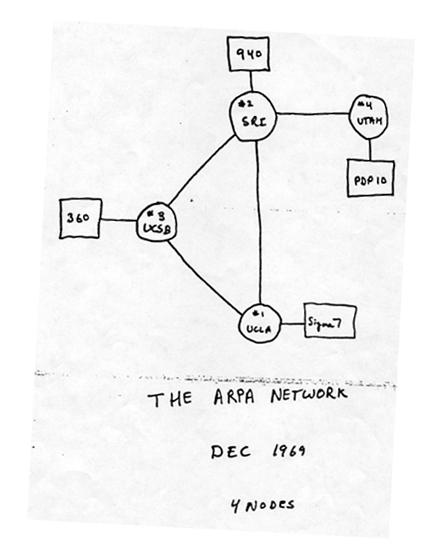 940
#2
SRI
#4
UTAH
PDP10
360
#3
UCSB
#1
UCLA
Sigma7
THE ARPA NETWORK
DEC 1969
4 NODES